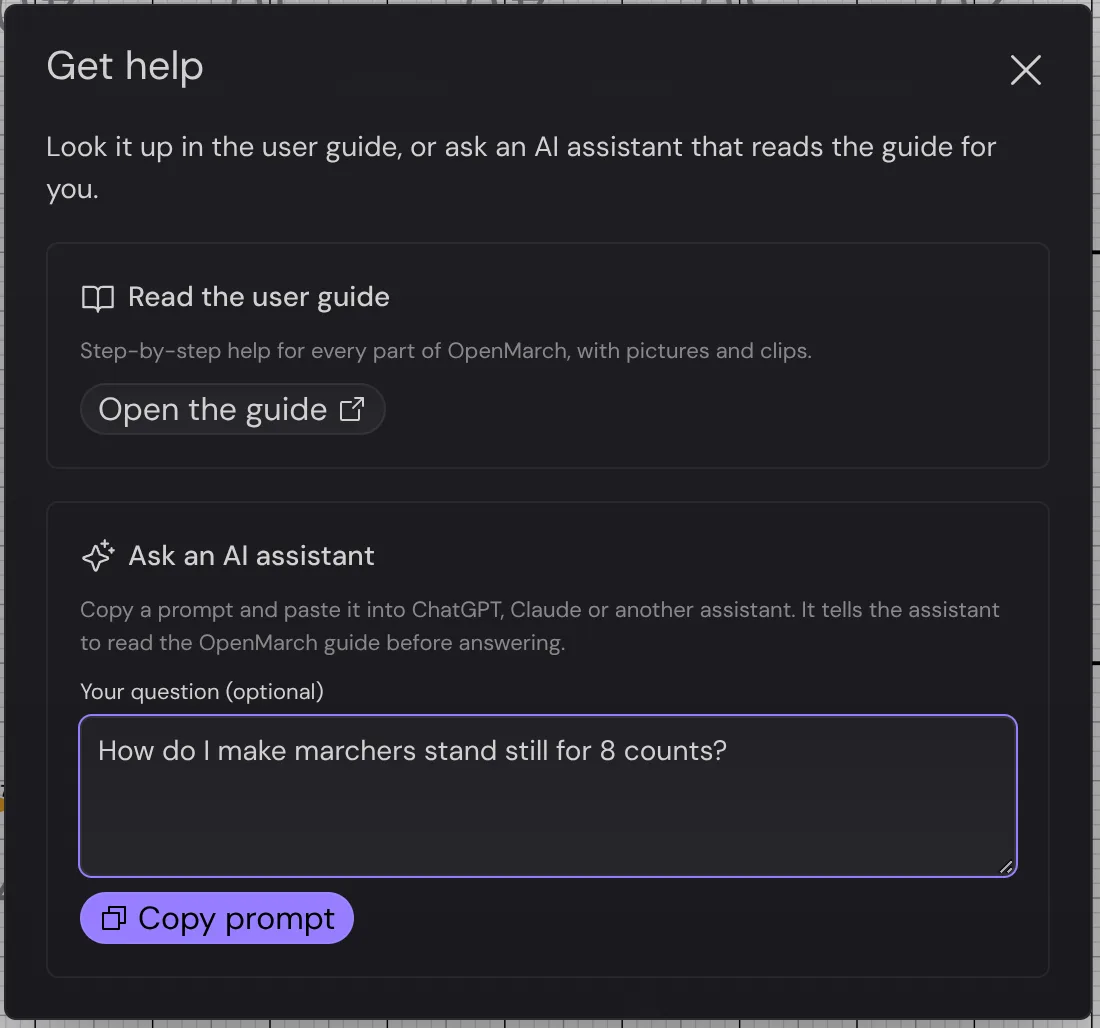 Get help
Look it up in the user guide, or ask an AI assistant that reads the guide for
you.
Read the user guide
Step-by-step help for every part of OpenMarch, with pictures and clips.
Open the guide
Ask an AI assistant
Copy a prompt and paste it into ChatGPT, Claude or another assistant. It tells the assistant
to read the OpenMarch guide before answering.
Your question (optional)
How do I make marchers stand still for 8 counts?
Copy prompt